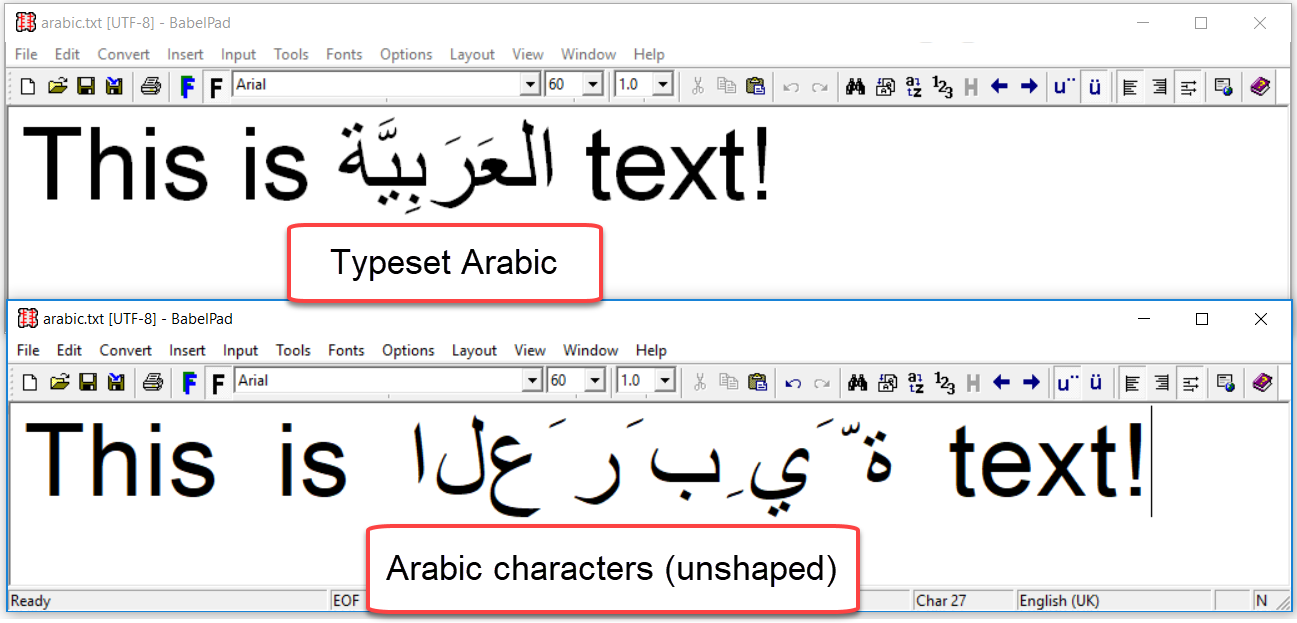 arabic.txt [UTF-8] - BabelPad
File Edit Convert Insert Input Tools Fonts Options Layout View Window Help
F F Arial 60 1.0 H u¨ ü
This is العَرَبِيَّة text!
Typeset Arabic
arabic.txt [UTF-8] - BabelPad
File Edit Convert Insert Input Tools Fonts Options Layout View Window Help
F F Arial 60 1.0 H u¨ ü
This is ا ل ع َ ر َ ب ِ ي َ ّ ة text!
Arabic characters (unshaped)
Ready EOF Char 27 English (UK) N